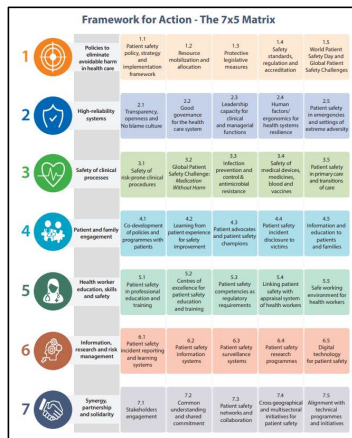 Framework for Action - The 7x5 Matrix
1
Policies to
eliminate
avoidable harm
in health care
1.1
Patient safety
policy, strategy
and
implementation
framework
1.2
Resource
mobilization and
allocation
1.3
Protective
legislative
measures
1.4
Safety
standards,
regulation and
accreditation
1.5
World Patient
Safety Day and
Global Patient
Safety Challenges
2
High-reliability
systems
2.1
Transparency,
openness and
No blame culture
2.2
Good
governance for the
health care system
2.3
Leadership
capacity for
clinical and
managerial
functions
2.4
Human factors/
ergonomics for
health systems
resilience
2.5
Patient safety
in emergencies
and settings of
extreme adversity
3
Safety of clinical
processes
3.1
Safety of
risk-prone clinical
procedures
3.2
Global Patient
Safety Challenge:
Medication
Without Harm
3.3
Infection prevention
and control &
antimicrobial
resistance
3.4
Safety of
medical devices,
medicines,
blood and
vaccines
3.5
Patient safety
in primary care
and transitions
of care
4
Patient and family
engagement
4.1
Co-development
of policies and
programmes with
patients
4.2
Learning from
patient experience
for safety
improvement
4.3
Patient advocates
and patient safety
champions
4.4
Patient safety
incident
disclosure to
victims
4.5
Information and
education to
patients and
families
5
Health worker
education, skills
and safety
5.1
Patient safety
in professional
education and
training
5.2
Centres of
excellence for
patient safety
education and
training
5.3
Patient safety
competencies as
regulatory
requirements
5.4
Linking patient
safety with
appraisal system
of health workers
5.5
Safe working
environment for
health workers
6
Information,
research and risk
management
6.1
Patient safety
incident reporting
and learning
systems
6.2
Patient safety
information
systems
6.3
Patient safety
surveillance
systems
6.4
Patient safety
research
programmes
6.5
Digital
technology for
patient safety
7
Synergy,
partnership
and solidarity
7.1
Stakeholders
engagement
7.2
Common
understanding and
shared commitment
7.3
Patient safety
networks and
collaboration
7.4
Cross geographical
and multisectoral
initiatives for
patient safety
7.5
Alignment with
technical
programmes
and initiatives